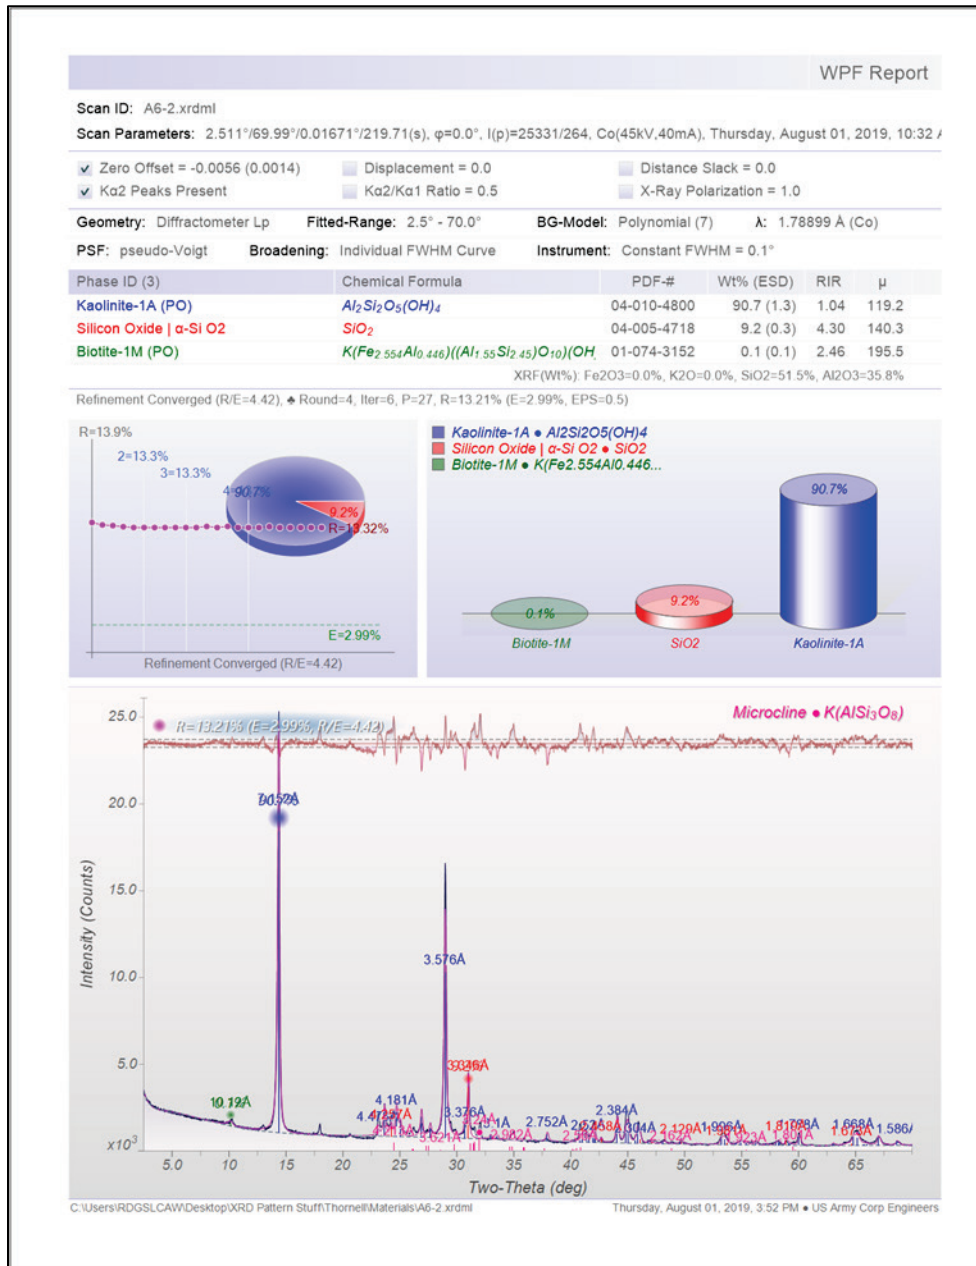 WPF Report
Scan ID: A6-2.xrdml
Scan Parameters: 2.511°/69.99°/0.01671°/219.71(s), φ=0.0°, I(p)=25331/264, Co(45kV,40mA), Thursday, August 01, 2019, 10:32
Zero Offset = -0.0056 (0.0014) Displacement = 0.0 Distance Slack = 0.0
Kα2 Peaks Present Kα2/Kα1 Ratio = 0.5 X-Ray Polarization = 1.0
Geometry: Diffractometer Lp Fitted-Range: 2.5° - 70.0° BG-Model: Polynomial (7) λ: 1.78899 Å (Co)
PSF: pseudo-Voigt Broadening: Individual FWHM Curve Instrument: Constant FWHM = 0.1°
Phase ID (3) Chemical Formula PDF-# Wt% (ESD) RIR μ
Kaolinite-1A (PO) Al2Si2O5(OH)4 04-010-4800 90.7 (1.3) 1.04 119.2
Silicon Oxide | α-Si O2 SiO2 04-005-4718 9.2 (0.3) 4.30 140.3
Biotite-1M (PO) K(Fe2.554Al0.446)((Al1.55Si2.45)O10)(OH 01-074-3152 0.1 (0.1) 2.46 195.5
XRF(Wt%): Fe2O3=0.0%, K2O=0.0%, SiO2=51.5%, Al2O3=35.8%
Refinement Converged (R/E=4.42), ♣ Round=4, Iter=6, P=27, R=13.21% (E=2.99%, EPS=0.5)
R=13.9%
2=13.3%
3=13.3%
90.7%
9.2%
R=13.32%
E=2.99%
Refinement Converged (R/E=4.42)
Kaolinite-1A ● Al2Si2O5(OH)4
Silicon Oxide | α-Si O2 ● SiO2
Biotite-1M ● K(Fe2.554Al0.446...
90.7%
9.2%
0.1%
Biotite-1M SiO2 Kaolinite-1A
R=13.21% (E=2.99%, R/E=4.42)
Microcline ● K(AlSi3O8)
Intensity (Counts)
25.0
20.0
15.0
10.0
5.0
x10^3
3.576Å
4.181Å
3.376Å
2.752Å
2.384Å
2.129Å
1.668Å
1.586Å
3.621Å
2.162Å
1.923Å
5.0 10 15 20 25 30 35 40 45 50 55 60 65
Two-Theta (deg)
C:\Users\RDGSLCAW\Desktop\XRD Pattern Stuff\Thornell\Materials\A6-2.xrdml Thursday, August 01, 2019, 3:52 PM ● US Army Corp Engineers